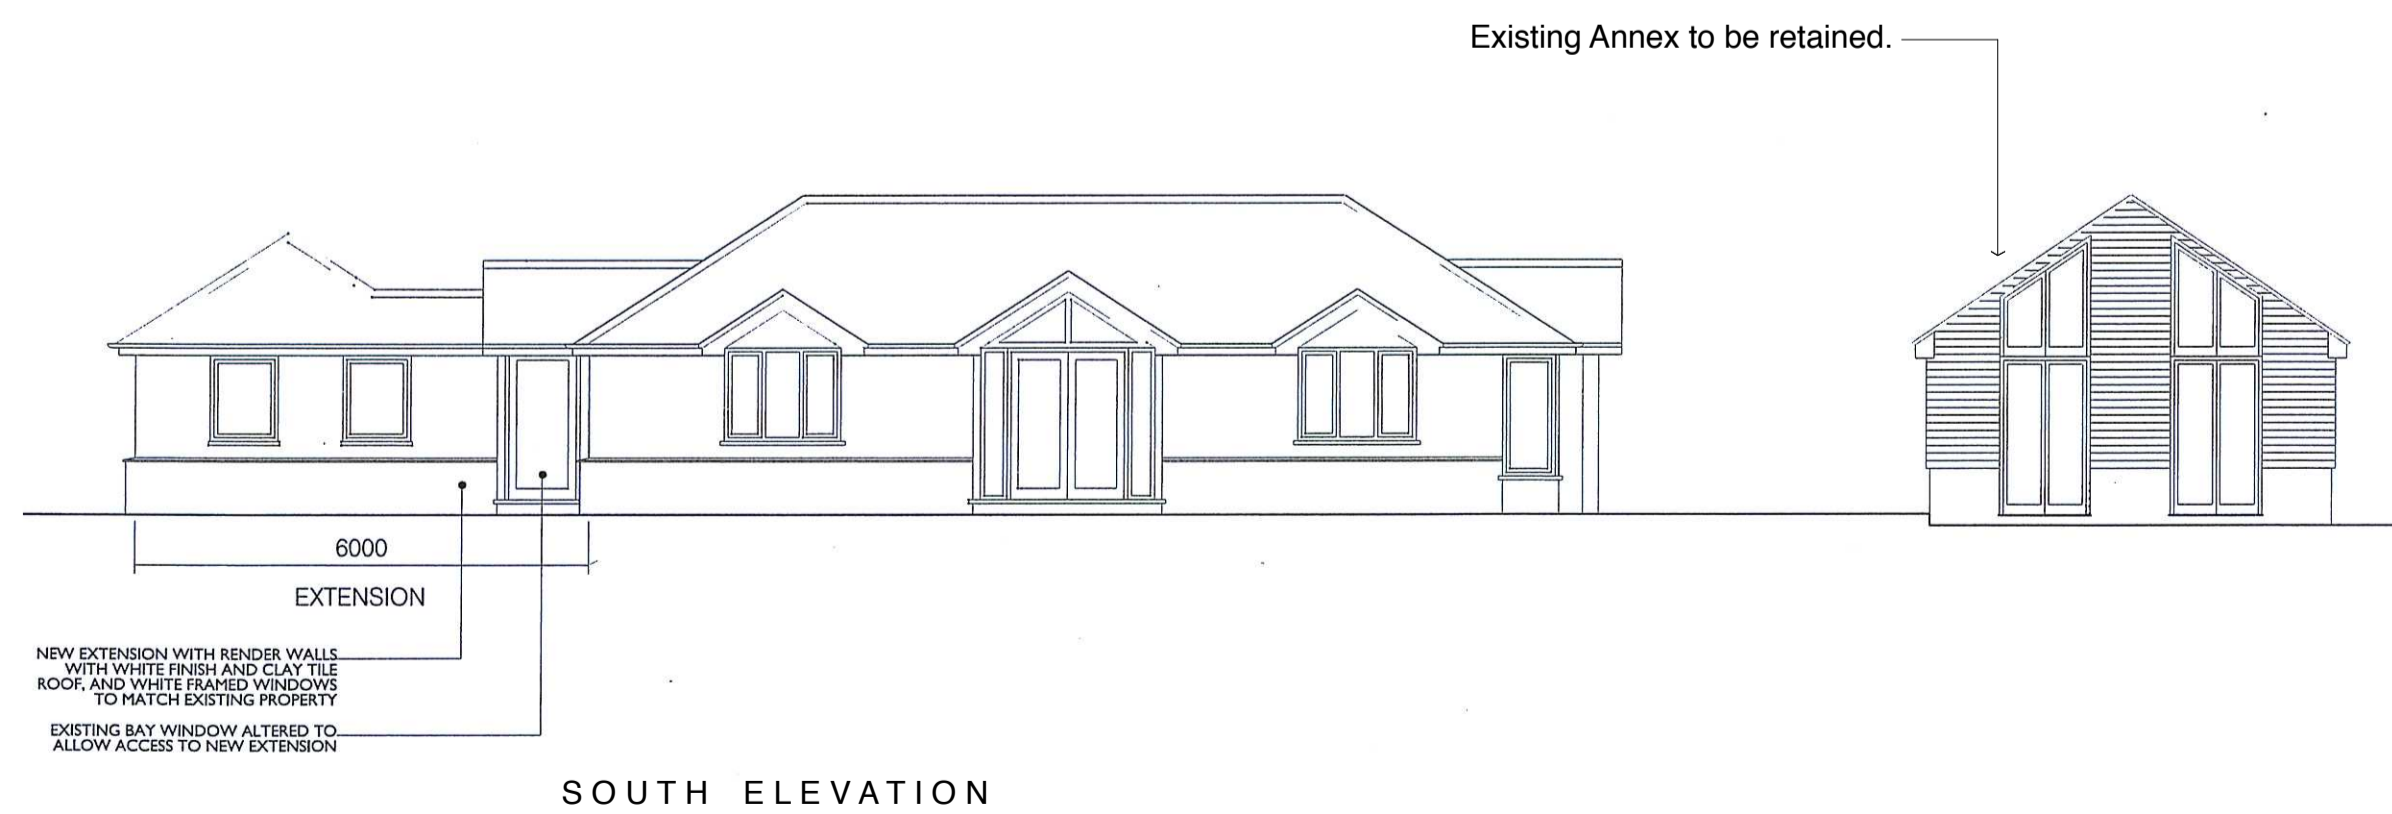 Existing Annex to be retained.
6000
EXTENSION
NEW EXTENSION WITH RENDER WALLS
WITH WHITE FINISH AND CLAY TILE
ROOF, AND WHITE FRAMED WINDOWS
TO MATCH EXISTING PROPERTY
EXISTING BAY WINDOW ALTERED TO
ALLOW ACCESS TO NEW EXTENSION
SOUTH ELEVATION